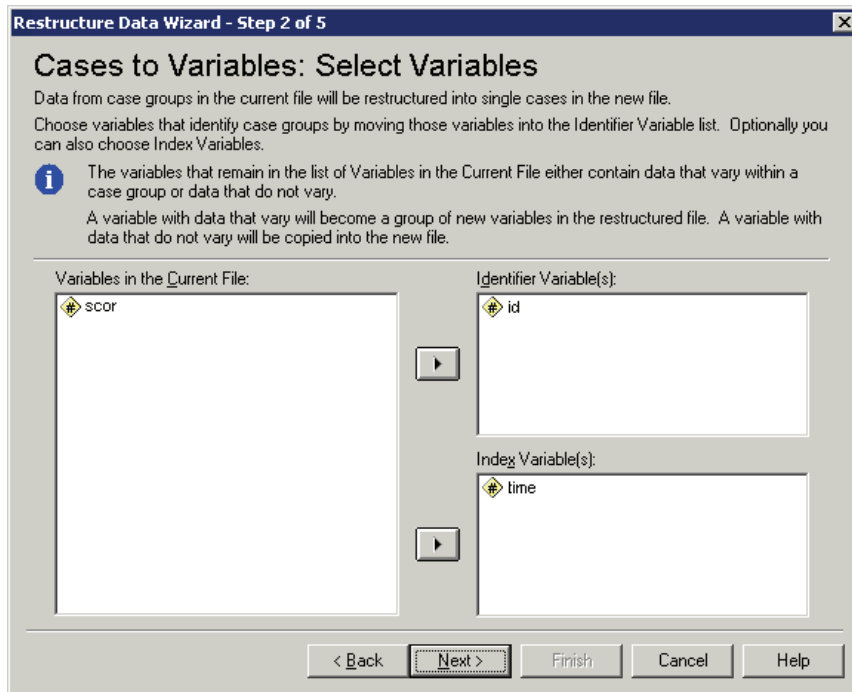 Restructure Data Wizard - Step 2 of 5
Cases to Variables: Select Variables
Data from case groups in the current file will be restructured into single cases in the new file.
Choose variables that identify case groups by moving those variables into the Identifier Variable list. Optionally you
can also choose Index Variables.
The variables that remain in the list of Variables in the Current File either contain data that vary within a
case group or data that do not vary.
A variable with data that vary will become a group of new variables in the restructured file. A variable with
data that do not vary will be copied into the new file.
Variables in the Current File:
# scor
Identifier Variable(s):
# id
Index Variable(s):
# time
< Back
Next >
Finish
Cancel
Help